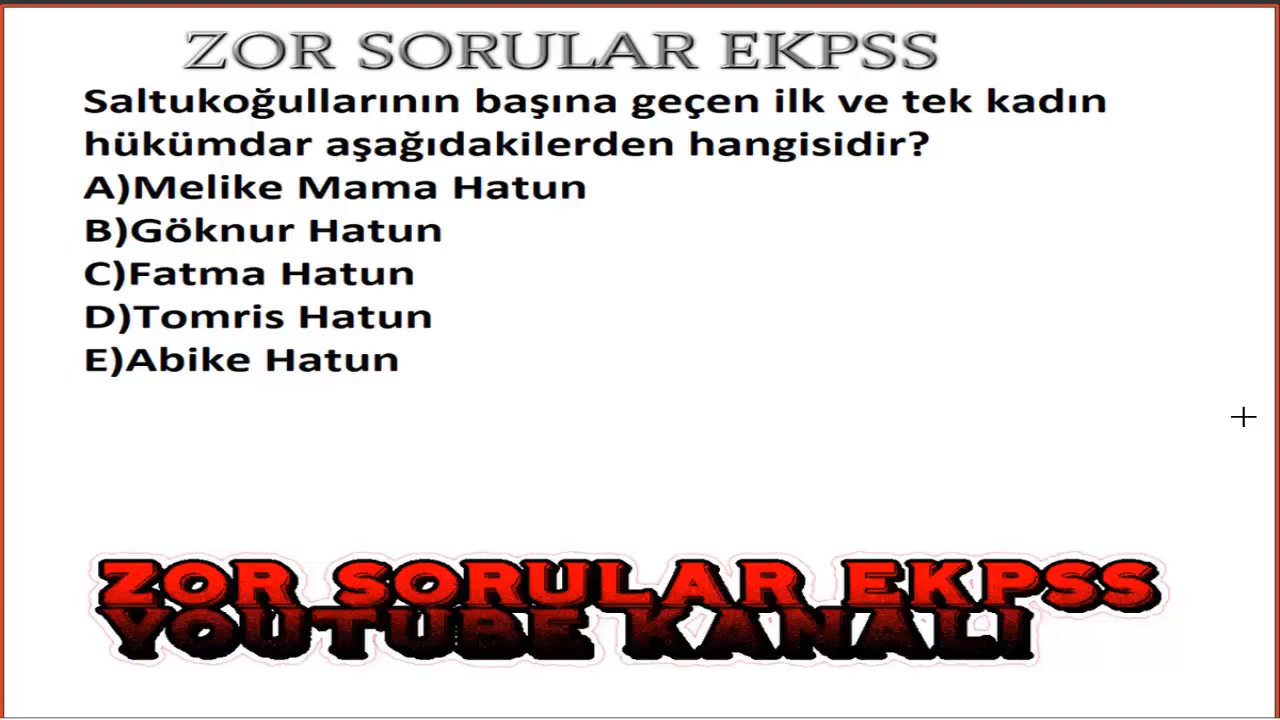 ZOR SORULAR EKPSS
Saltukoğullarının başına geçen ilk ve tek kadın
hükümdar aşağıdakilerden hangisidir?
A)Melike Mama Hatun
B)Göknur Hatun
C)Fatma Hatun
D)Tomris Hatun
E)Abike Hatun
ZOR SORULAR EKPSS
YOUTUBE KANALI